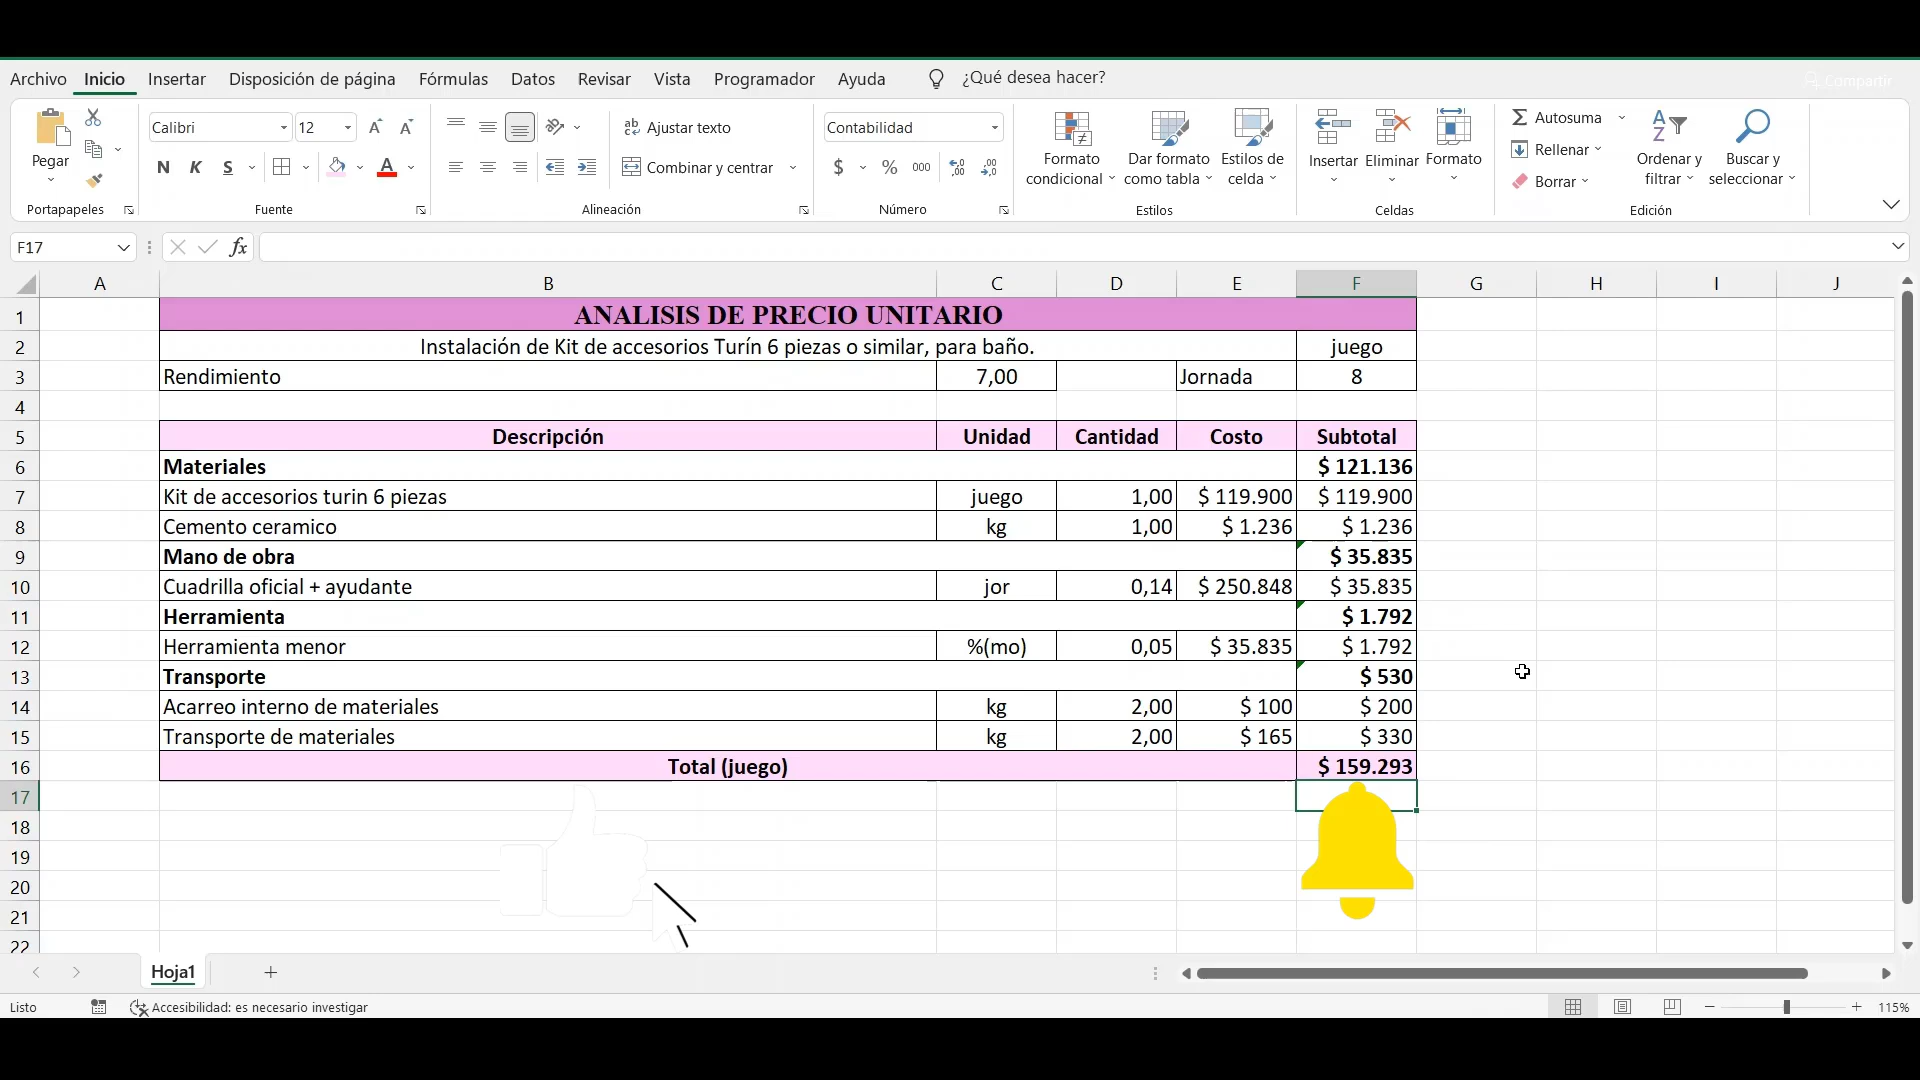 Archivo Inicio Insertar Disposición de página Fórmulas Datos Revisar Vista Programador Ayuda ¿Qué desea hacer? Compartir
Pegar
Portapapeles
Calibri 12
N K S A
Fuente
Ajustar texto
Combinar y centrar
Alineación
Contabilidad
$ % 000
Número
Formato condicional
Dar formato como tabla
Estilos de celda
Estilos
Insertar Eliminar Formato
Celdas
Autosuma
Rellenar
Borrar
Ordenar y filtrar
Buscar y seleccionar
Edición
F17 fx
A B C D E F G H I J
1 ANALISIS DE PRECIO UNITARIO
2 Instalación de Kit de accesorios Turín 6 piezas o similar, para baño. juego
3 Rendimiento 7,00 Jornada 8
4
5 Descripción Unidad Cantidad Costo Subtotal
6 Materiales $ 121.136
7 Kit de accesorios turin 6 piezas juego 1,00 $ 119.900 $ 119.900
8 Cemento ceramico kg 1,00 $ 1.236 $ 1.236
9 Mano de obra $ 35.835
10 Cuadrilla oficial + ayudante jor 0,14 $ 250.848 $ 35.835
11 Herramienta $ 1.792
12 Herramienta menor %(mo) 0,05 $ 35.835 $ 1.792
13 Transporte $ 530
14 Acarreo interno de materiales kg 2,00 $ 100 $ 200
15 Transporte de materiales kg 2,00 $ 165 $ 330
16 Total (juego) $ 159.293
17
18
19
20
21
22
Hoja1
Listo Accesibilidad: es necesario investigar 115%